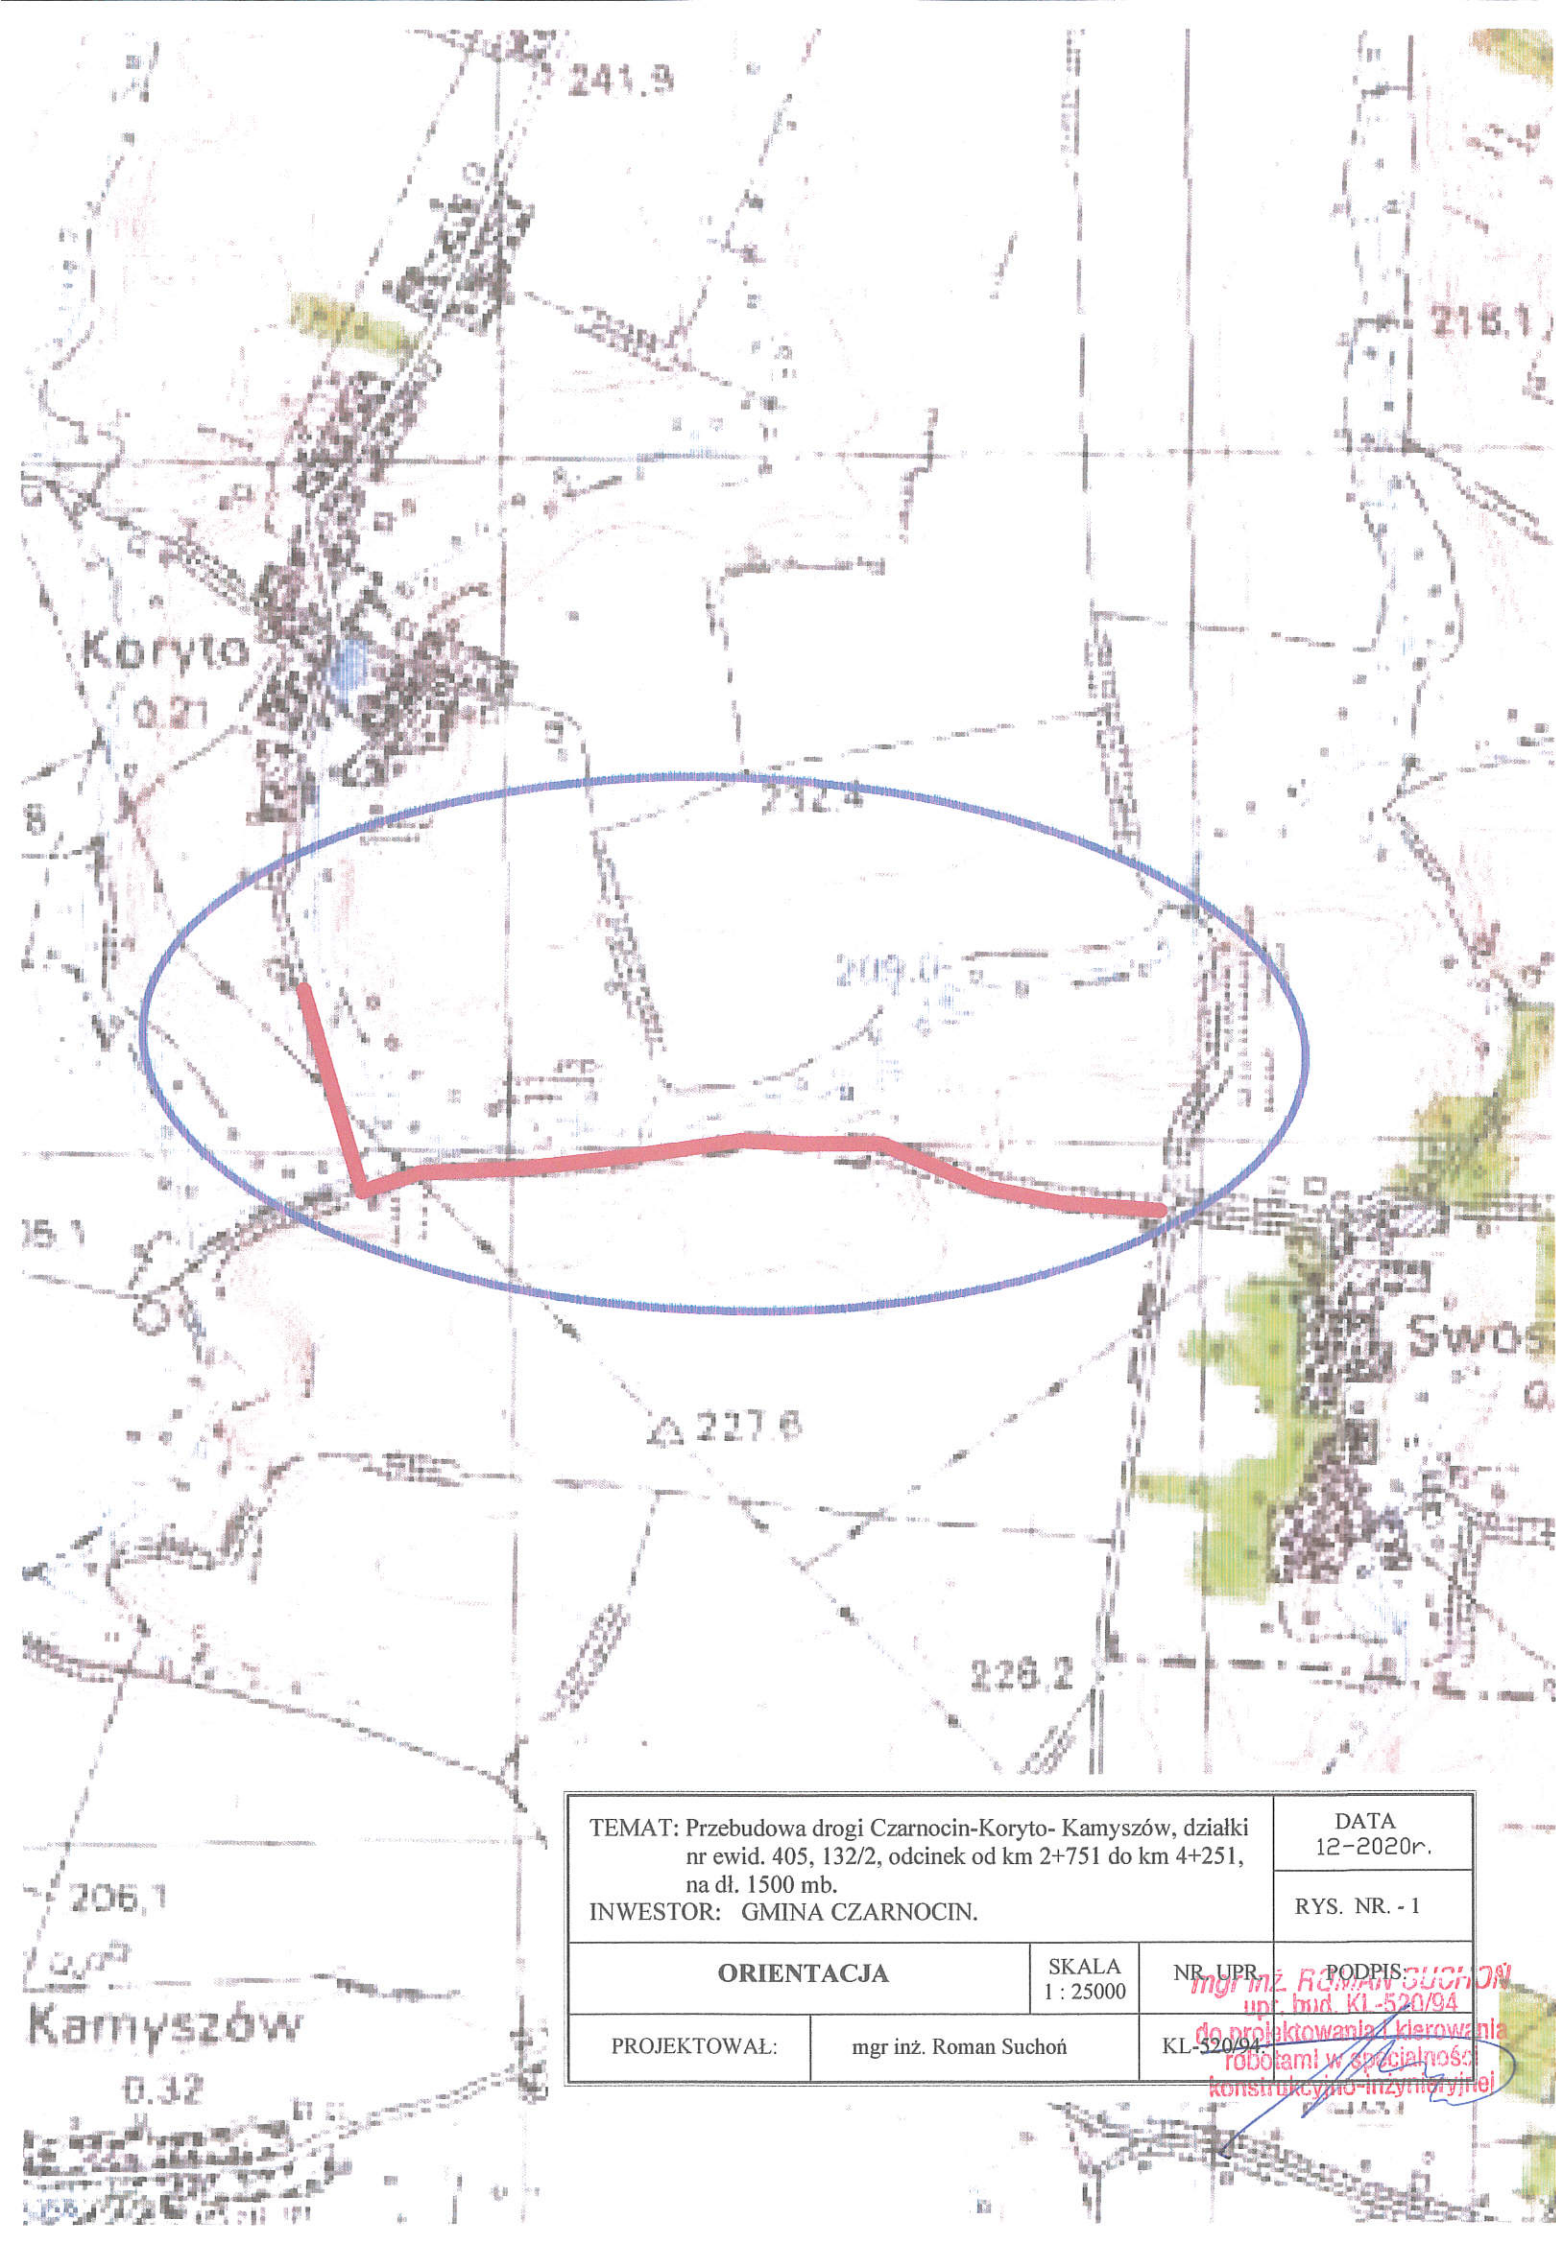 241.9
216.1
Koryto
0.21
8
232.4
209.0
Swos
0.
△ 227.6
228.2
TEMAT: Przebudowa drogi Czarnocin-Koryto- Kamyszów, działki
nr ewid. 405, 132/2, odcinek od km 2+751 do km 4+251,
na dł. 1500 mb.
INWESTOR: GMINA CZARNOCIN.
DATA
12-2020r.
RYS. NR. - 1
ORIENTACJA
SKALA
1 : 25000
NR. UPR.
PODPIS:
PROJEKTOWAŁ:
mgr inż. Roman Suchoń
KL-520/94.
mgr inż. ROMAN SUCHOŃ
upr. bud. KL-520/94
do projektowania i kierowania
robotami w specjalności
konstrukcyjno-inżynieryjnej
206,1
Kamyszów
0.32